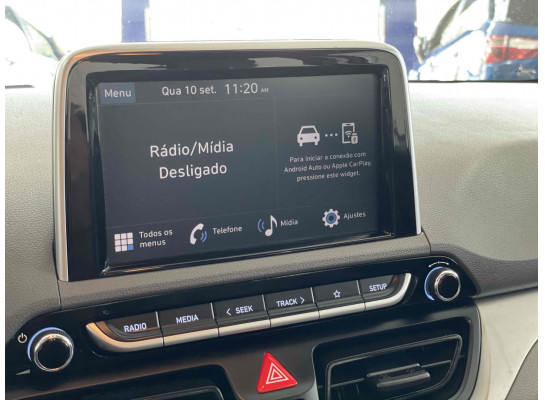 Menu Qua 10 set. 11:20 AM
Rádio/Mídia
Desligado
Para iniciar a conexão com
Android Auto ou Apple CarPlay,
pressione este widget.
Todos os
menus
Telefone
Mídia
Ajustes
RADIO MEDIA < SEEK TRACK > SETUP